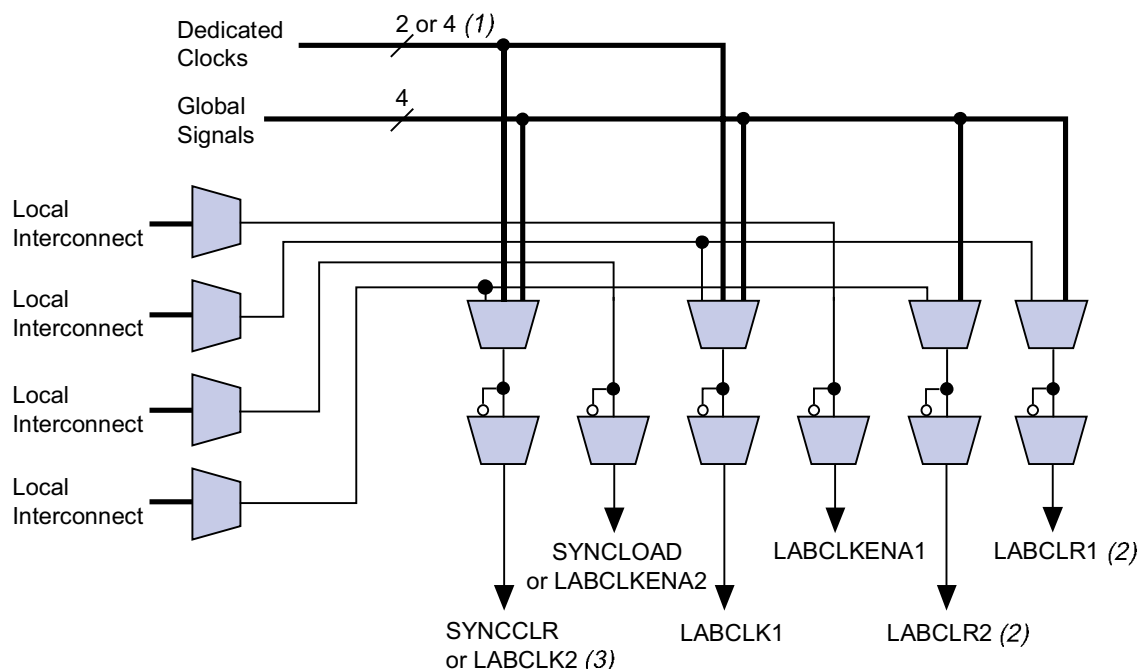 Dedicated
Clocks
2 or 4 (1)
Global
Signals
4
Local
Interconnect
Local
Interconnect
Local
Interconnect
Local
Interconnect
SYNCLOAD
or LABCLKENA2
LABCLKENA1
LABCLR1 (2)
SYNCCLR
or LABCLK2 (3)
LABCLK1
LABCLR2 (2)